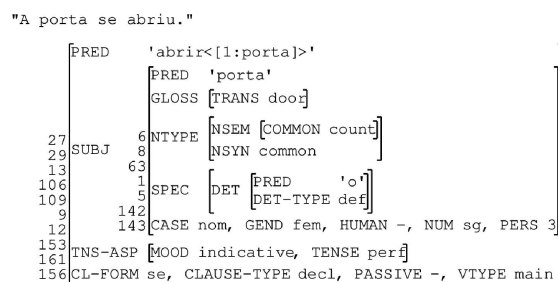 "A porta se abriu."
PRED 'abrir<[1:porta]>'
PRED 'porta'
GLOSS [TRANS door]
NTYPE [NSEM [COMMON count]
NSYN common]
27 6
29 SUBJ 8
13 63
106 1 SPEC [DET [PRED 'o'
109 5 DET-TYPE def]]
9 142
12 143 CASE nom, GEND fem, HUMAN -, NUM sg, PERS 3
153
161 TNS-ASP [MOOD indicative, TENSE perf]
156 CL-FORM se, CLAUSE-TYPE decl, PASSIVE -, VTYPE main